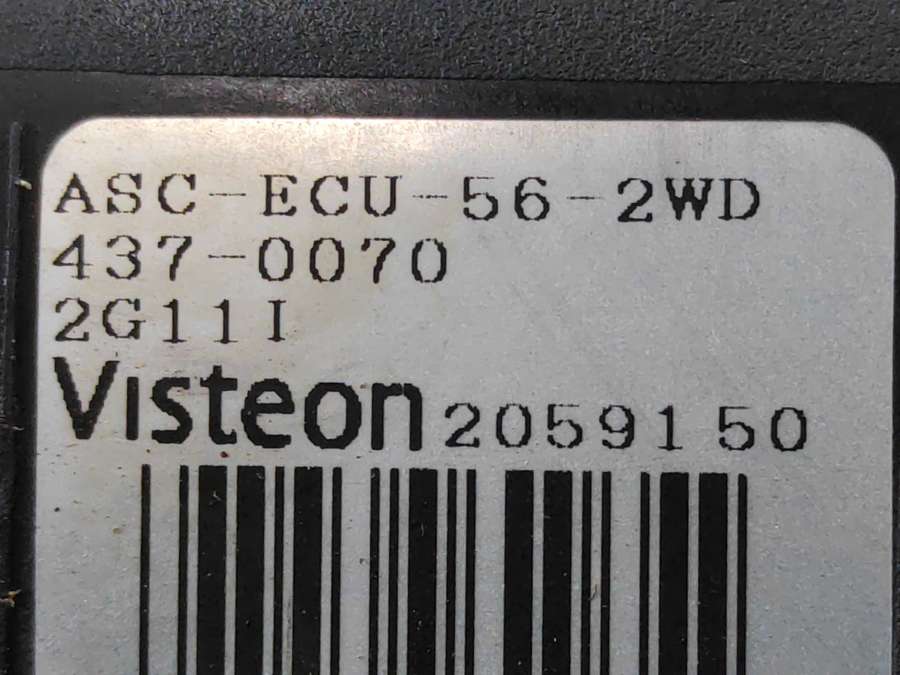 ASC-ECU-56-2WD
437-0070
2G11I
Visteon 2059150